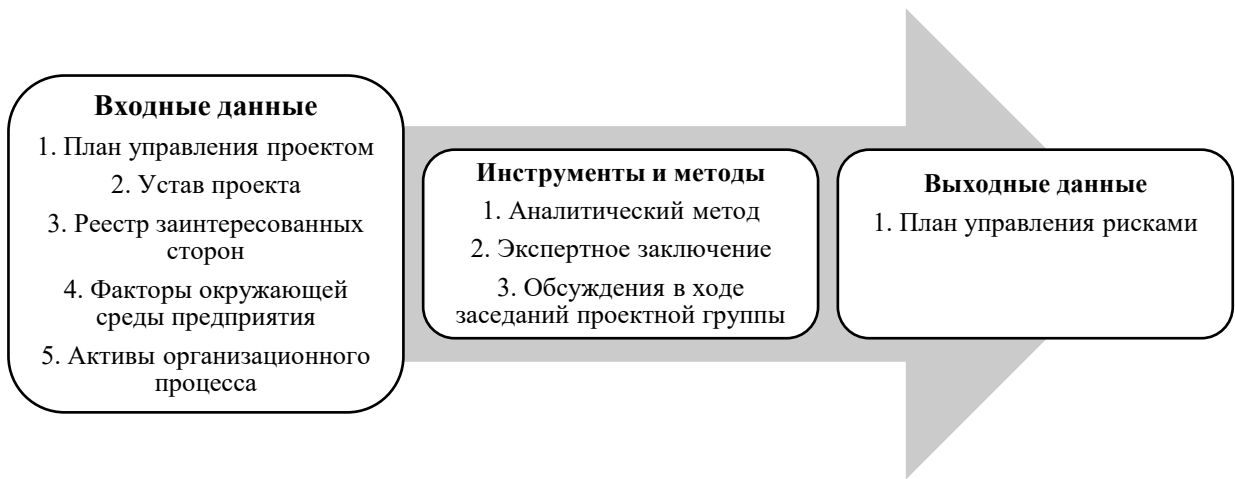 Входные данные
1. План управления проектом
2. Устав проекта
3. Реестр заинтересованных
сторон
4. Факторы окружающей
среды предприятия
5. Активы организационного
процесса
Инструменты и методы
1. Аналитический метод
2. Экспертное заключение
3. Обсуждения в ходе
заседаний проектной группы
Выходные данные
1. План управления рисками